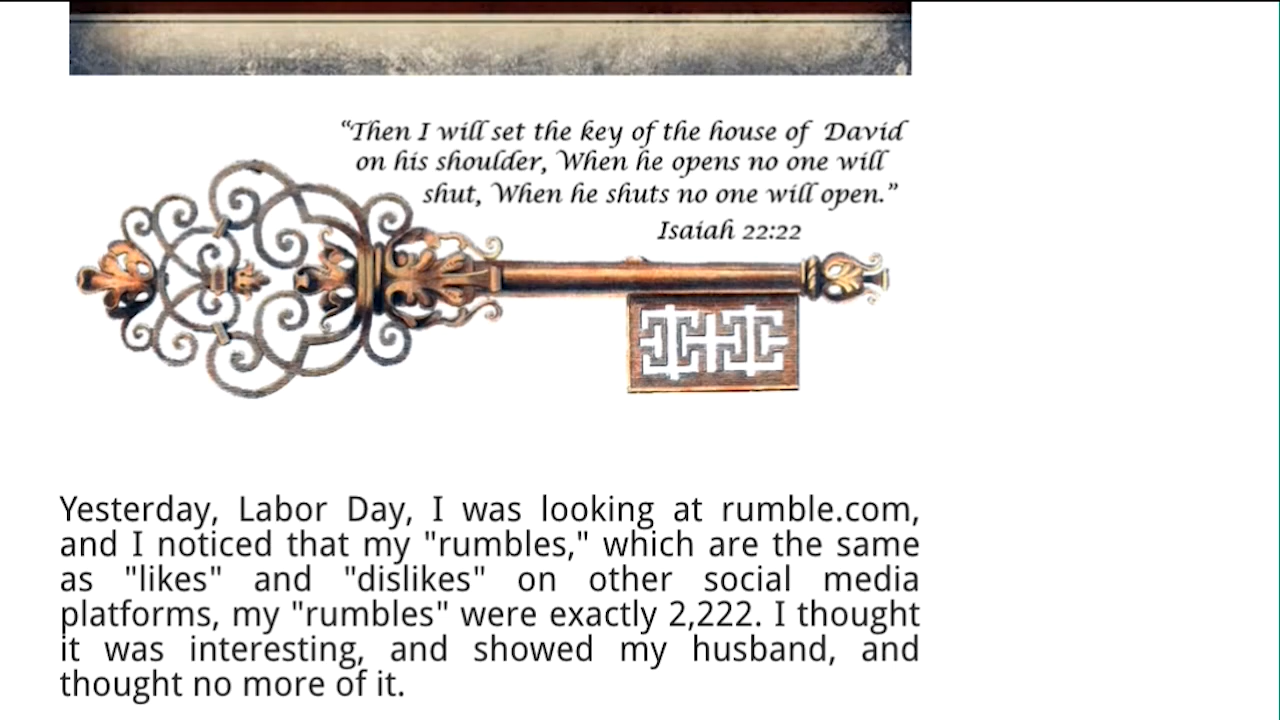 “Then I will set the key of the house of David
on his shoulder, When he opens no one will
shut, When he shuts no one will open.”
Isaiah 22:22
Yesterday, Labor Day, I was looking at rumble.com,
and I noticed that my "rumbles," which are the same
as "likes" and "dislikes" on other social media
platforms, my "rumbles" were exactly 2,222. I thought
it was interesting, and showed my husband, and
thought no more of it.